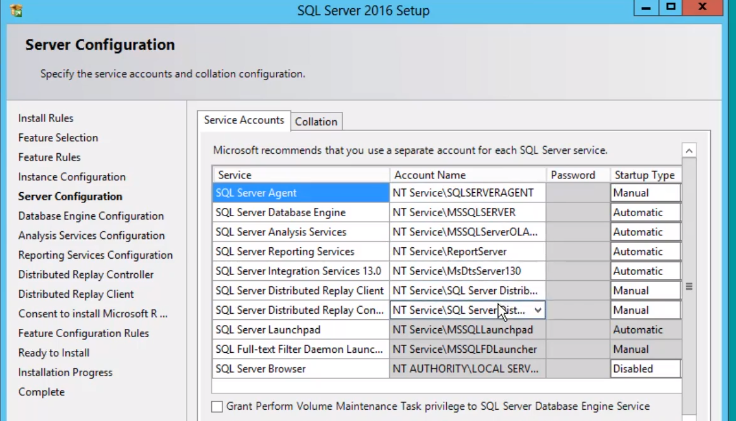 SQL Server 2016 Setup
Server Configuration
Specify the service accounts and collation configuration.
Install Rules
Feature Selection
Feature Rules
Instance Configuration
Server Configuration
Database Engine Configuration
Analysis Services Configuration
Reporting Services Configuration
Distributed Replay Controller
Distributed Replay Client
Consent to install Microsoft R ...
Feature Configuration Rules
Ready to Install
Installation Progress
Complete
Service Accounts Collation
Microsoft recommends that you use a separate account for each SQL Server service.
Service Account Name Password Startup Type
SQL Server Agent NT Service\SQLSERVERAGENT Manual
SQL Server Database Engine NT Service\MSSQLSERVER Automatic
SQL Server Analysis Services NT Service\MSSQLServerOLA... Automatic
SQL Server Reporting Services NT Service\ReportServer Automatic
SQL Server Integration Services 13.0 NT Service\MsDtsServer130 Automatic
SQL Server Distributed Replay Client NT Service\SQL Server Distrib... Manual
SQL Server Distributed Replay Con... NT Service\SQL Server Dist... Manual
SQL Server Launchpad NT Service\MSSQLLaunchpad Automatic
SQL Full-text Filter Daemon Launc... NT Service\MSSQLFDLauncher Manual
SQL Server Browser NT AUTHORITY\LOCAL SERV... Disabled
Grant Perform Volume Maintenance Task privilege to SQL Server Database Engine Service